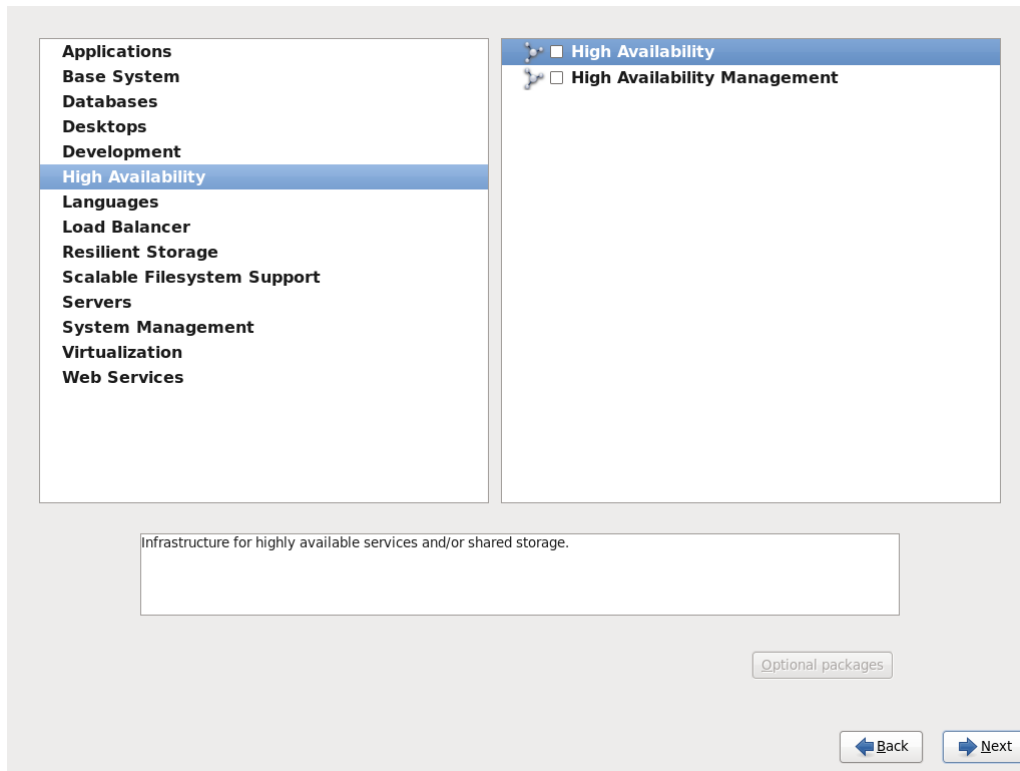 Applications
Base System
Databases
Desktops
Development
High Availability
Languages
Load Balancer
Resilient Storage
Scalable Filesystem Support
Servers
System Management
Virtualization
Web Services
High Availability
High Availability Management
Infrastructure for highly available services and/or shared storage.
Optional packages
Back
Next